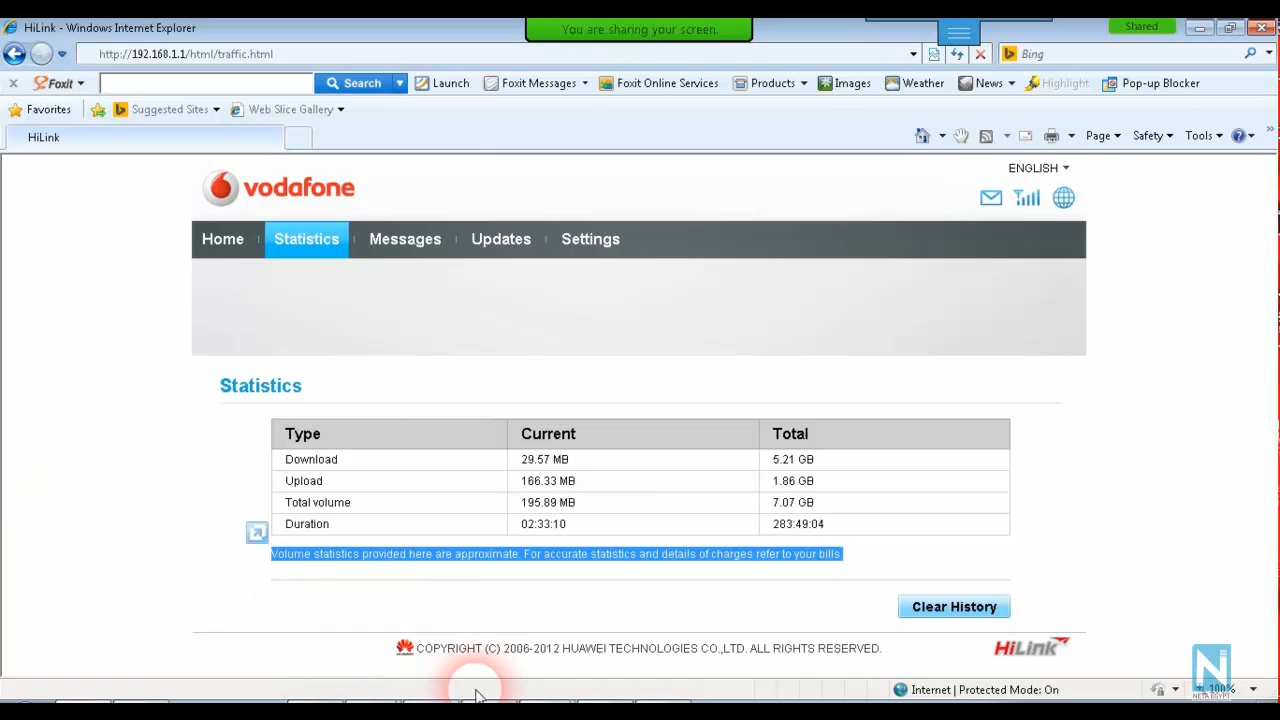 HiLink - Windows Internet Explorer
You are sharing your screen.
Shared
http://192.168.1.1/html/traffic.html
Bing
x Foxit Search Launch Foxit Messages Foxit Online Services Products Images Weather News Highlight Pop-up Blocker
Favorites Suggested Sites Web Slice Gallery
HiLink
Page Safety Tools
ENGLISH
vodafone
Home Statistics Messages Updates Settings
Statistics
Type Current Total
Download 29.57 MB 5.21 GB
Upload 166.33 MB 1.86 GB
Total volume 195.89 MB 7.07 GB
Duration 02:33:10 283:49:04
Volume statistics provided here are approximate. For accurate statistics and details of charges refer to your bills.
Clear History
COPYRIGHT (C) 2006-2012 HUAWEI TECHNOLOGIES CO.,LTD. ALL RIGHTS RESERVED.
HiLink
Internet | Protected Mode: On
100%
N
NETA EGYPT